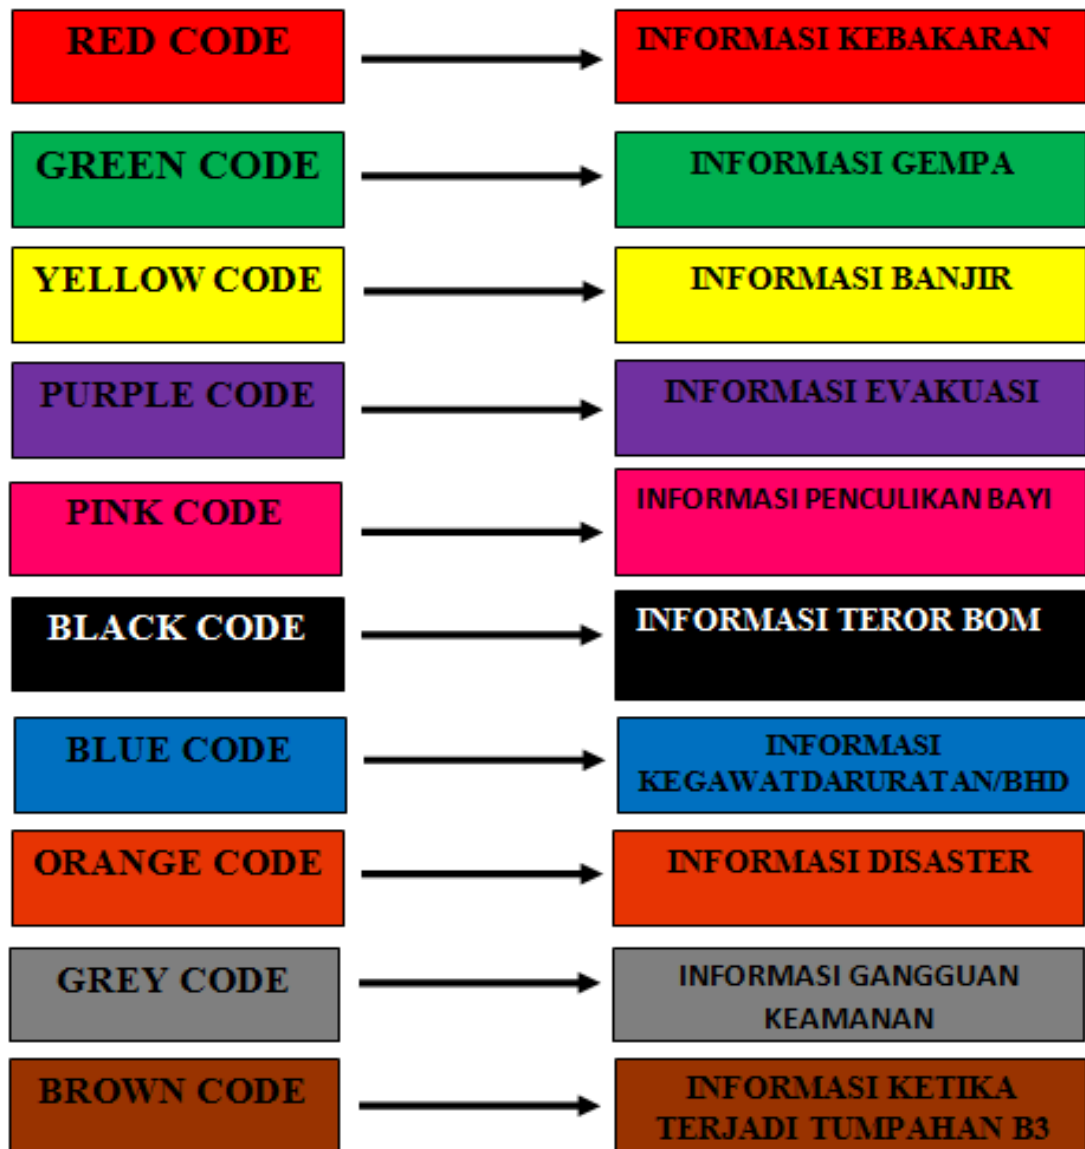 RED CODE
INFORMASI KEBAKARAN
GREEN CODE
INFORMASI GEMPA
YELLOW CODE
INFORMASI BANJIR
PURPLE CODE
INFORMASI EVAKUASI
PINK CODE
INFORMASI PENCULIKAN BAYI
BLACK CODE
INFORMASI TEROR BOM
BLUE CODE
INFORMASI
KEGAWATDARURATAN/BHD
ORANGE CODE
INFORMASI DISASTER
GREY CODE
INFORMASI GANGGUAN
KEAMANAN
BROWN CODE
INFORMASI KETIKA
TERJADI TUMPAHAN B3